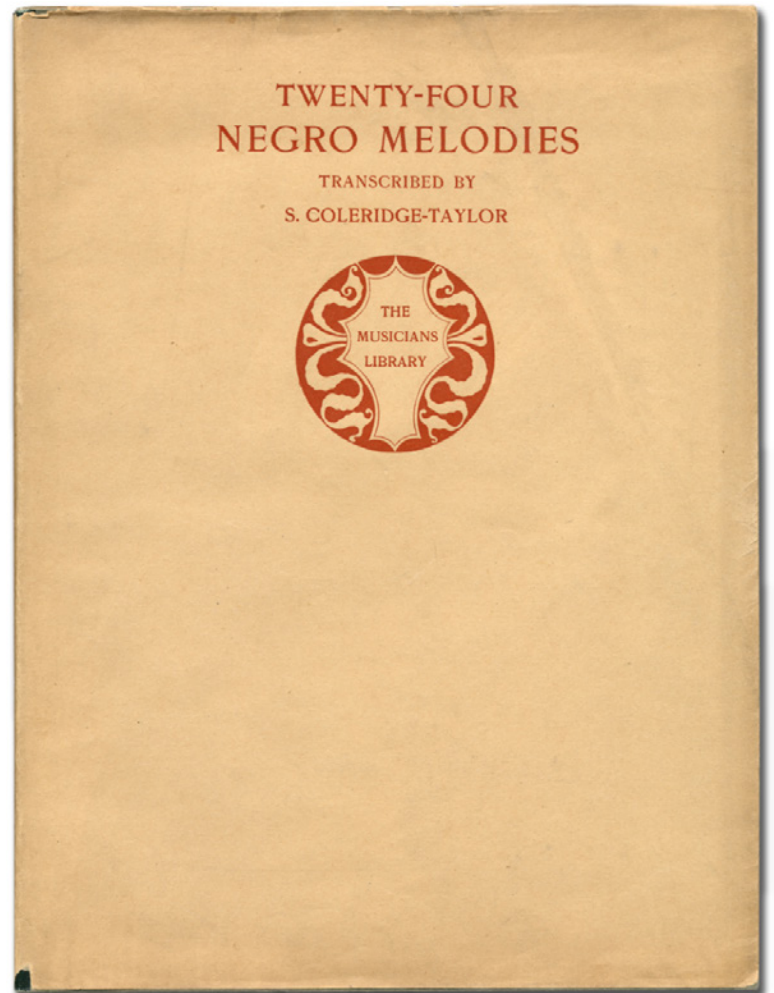 TWENTY-FOUR
NEGRO MELODIES
TRANSCRIBED BY
S. COLERIDGE-TAYLOR
THE
MUSICIANS
LIBRARY